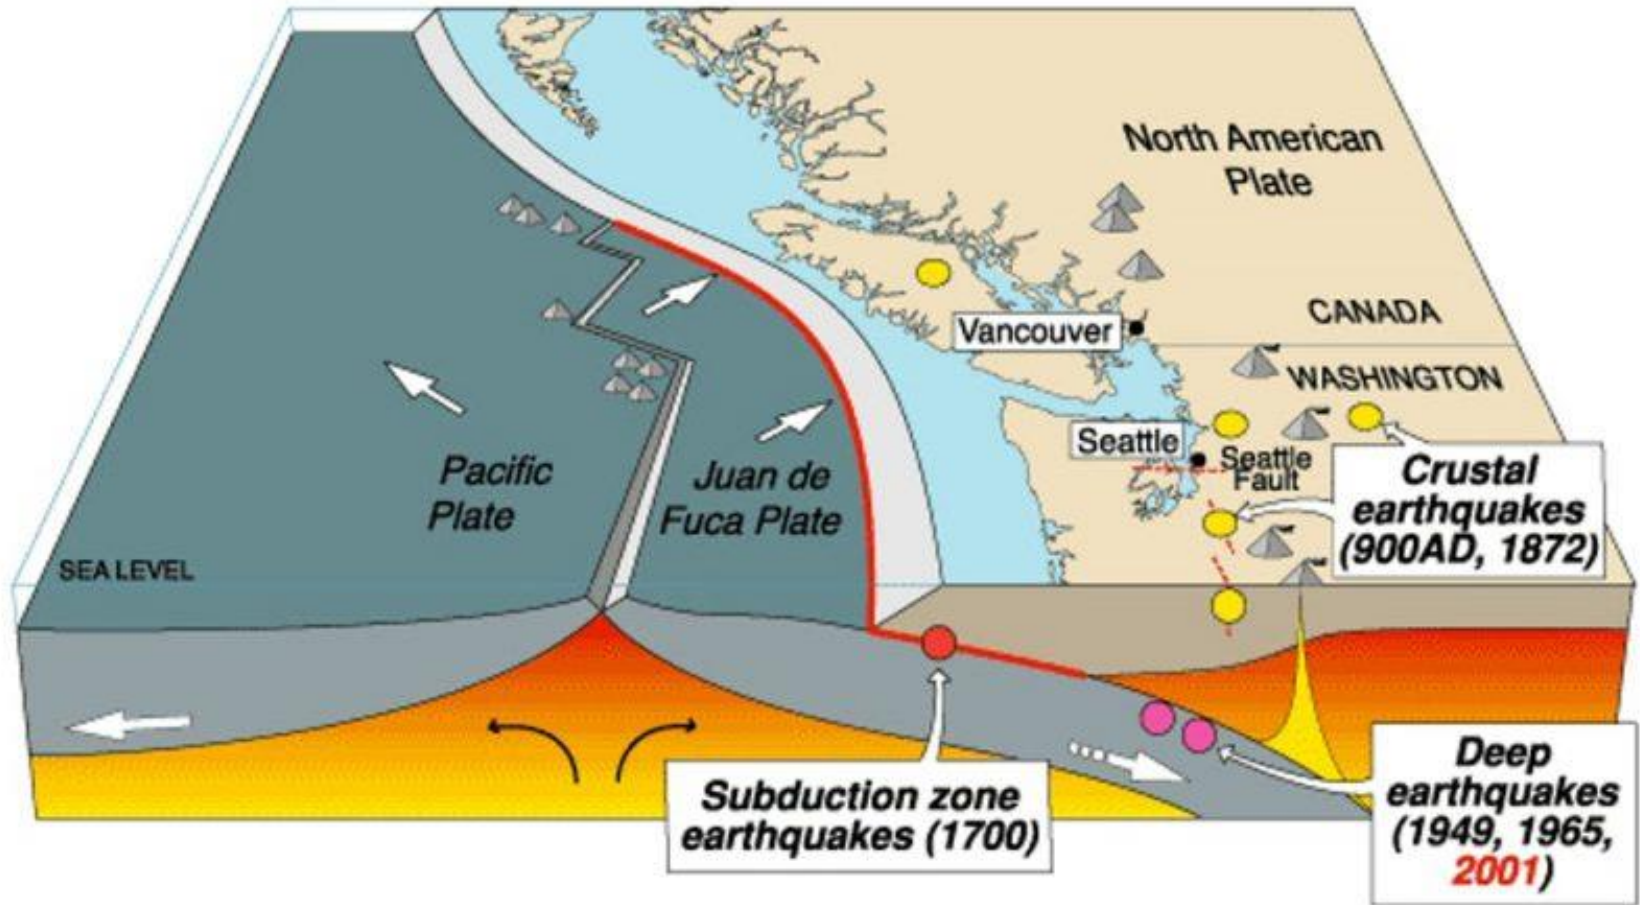 North American
Plate
CANADA
Vancouver
WASHINGTON
Seattle
Seattle
Fault
Crustal
earthquakes
(900AD, 1872)
Pacific
Plate
Juan de
Fuca Plate
SEA LEVEL
Subduction zone
earthquakes (1700)
Deep
earthquakes
(1949, 1965,
2001)